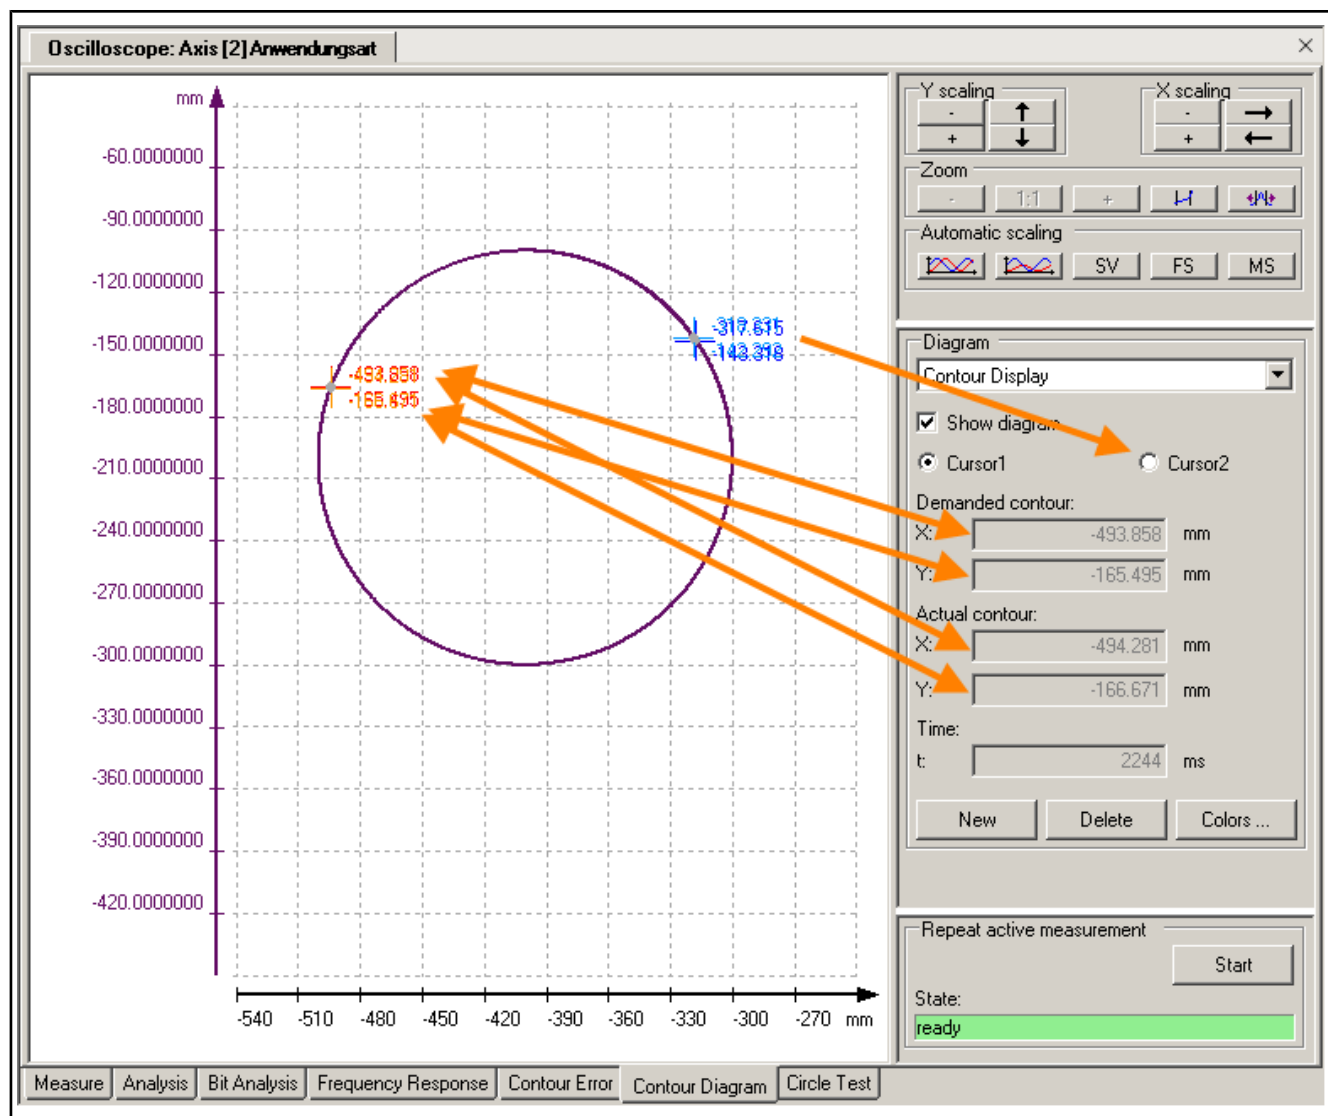 Oscilloscope: Axis [2] Anwendungsart
mm
-60.0000000
-90.0000000
-120.0000000
-150.0000000
-180.0000000
-210.0000000
-240.0000000
-270.0000000
-300.0000000
-330.0000000
-360.0000000
-390.0000000
-420.0000000
-317.615
-143.318
-493.858
-165.495
-540 -510 -480 -450 -420 -390 -360 -330 -300 -270 mm
Y scaling
-
+
X scaling
-
+
Zoom
- 1:1 +
Automatic scaling
SV FS MS
Diagram
Contour Display
Show diagram
Cursor1 Cursor2
Demanded contour:
X: -493.858 mm
Y: -165.495 mm
Actual contour:
X: -494.281 mm
Y: -166.671 mm
Time:
t: 2244 ms
New Delete Colors ...
Repeat active measurement
Start
State:
ready
Measure Analysis Bit Analysis Frequency Response Contour Error Contour Diagram Circle Test